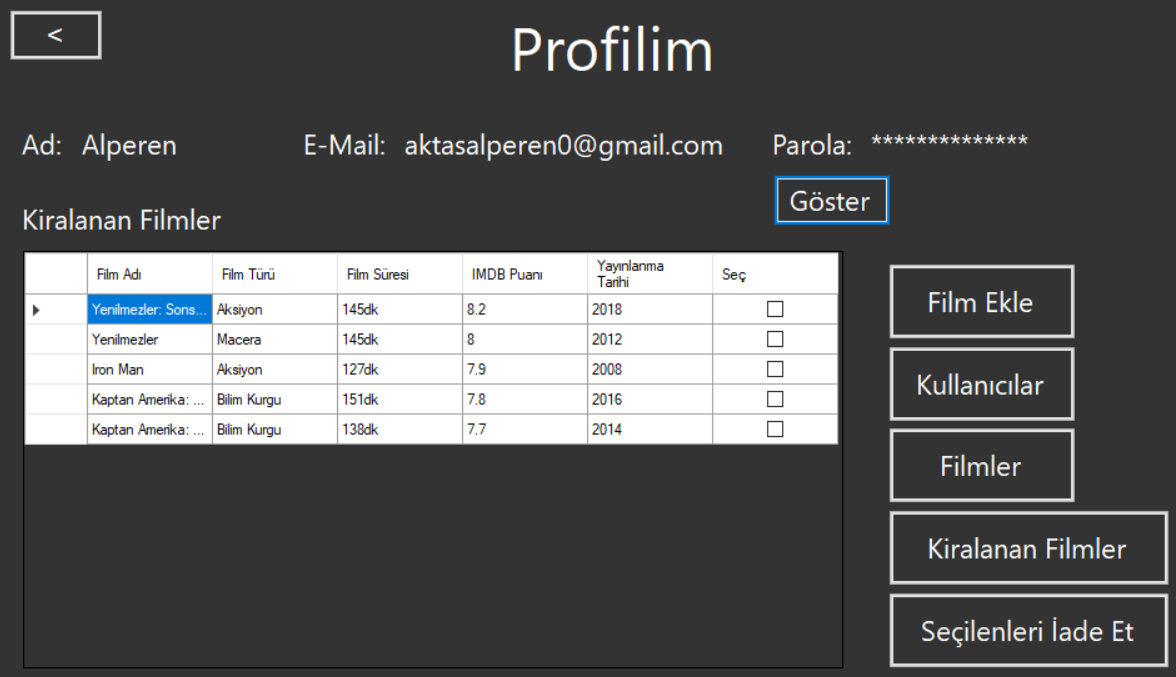 <
Profilim
Ad: Alperen E-Mail: aktasalperen0@gmail.com Parola: **************
Göster
Kiralanan Filmler
Film Adı Film Türü Film Süresi IMDB Puanı Yayınlanma Tarihi Seç
Yenilmezler: Sons... Aksiyon 145dk 8.2 2018
Yenilmezler Macera 145dk 8 2012
Iron Man Aksiyon 127dk 7.9 2008
Kaptan Amerika: ... Bilim Kurgu 151dk 7.8 2016
Kaptan Amerika: ... Bilim Kurgu 138dk 7.7 2014
Film Ekle
Kullanıcılar
Filmler
Kiralanan Filmler
Seçilenleri İade Et